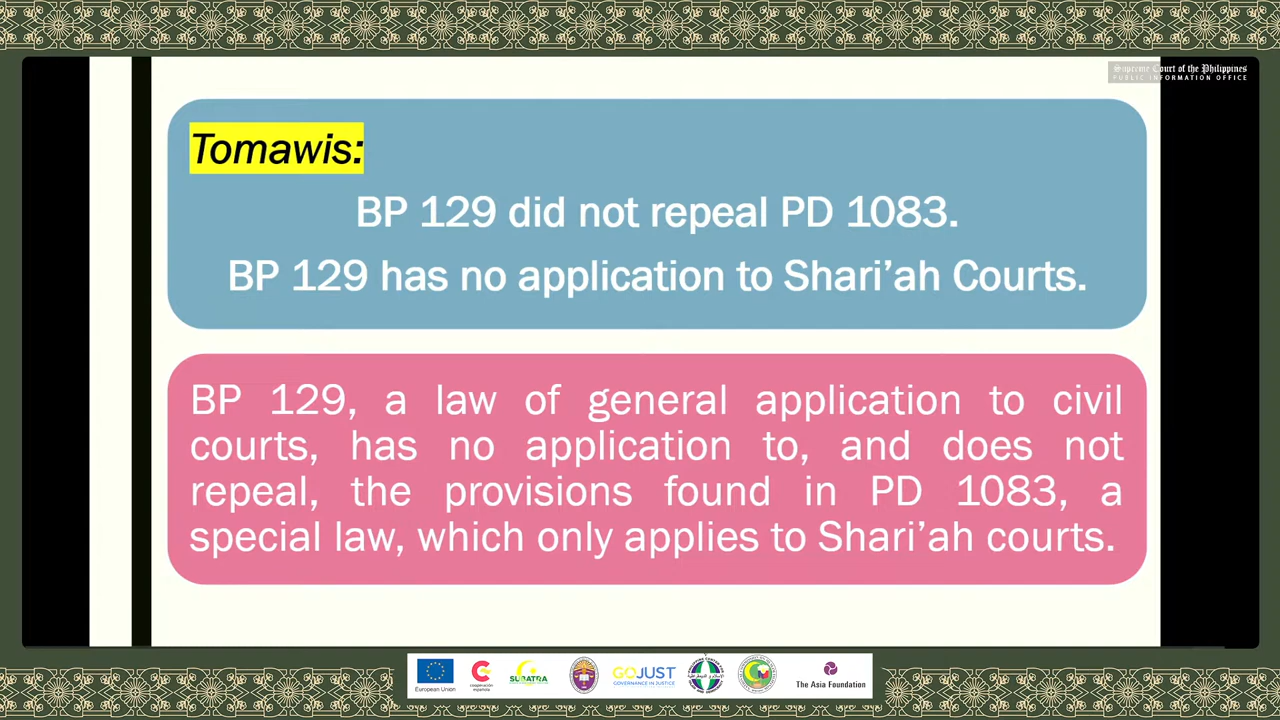 Supreme Court of the Philippines
PUBLIC INFORMATION OFFICE
Tomawis:
BP 129 did not repeal PD 1083.
BP 129 has no application to Shari’ah Courts.
BP 129, a law of general application to civil
courts, has no application to, and does not
repeal, the provisions found in PD 1083, a
special law, which only applies to Shari’ah courts.
European Union
cooperación
española
SUBATRA
GOJUST
GOVERNANCE IN JUSTICE
The Asia Foundation